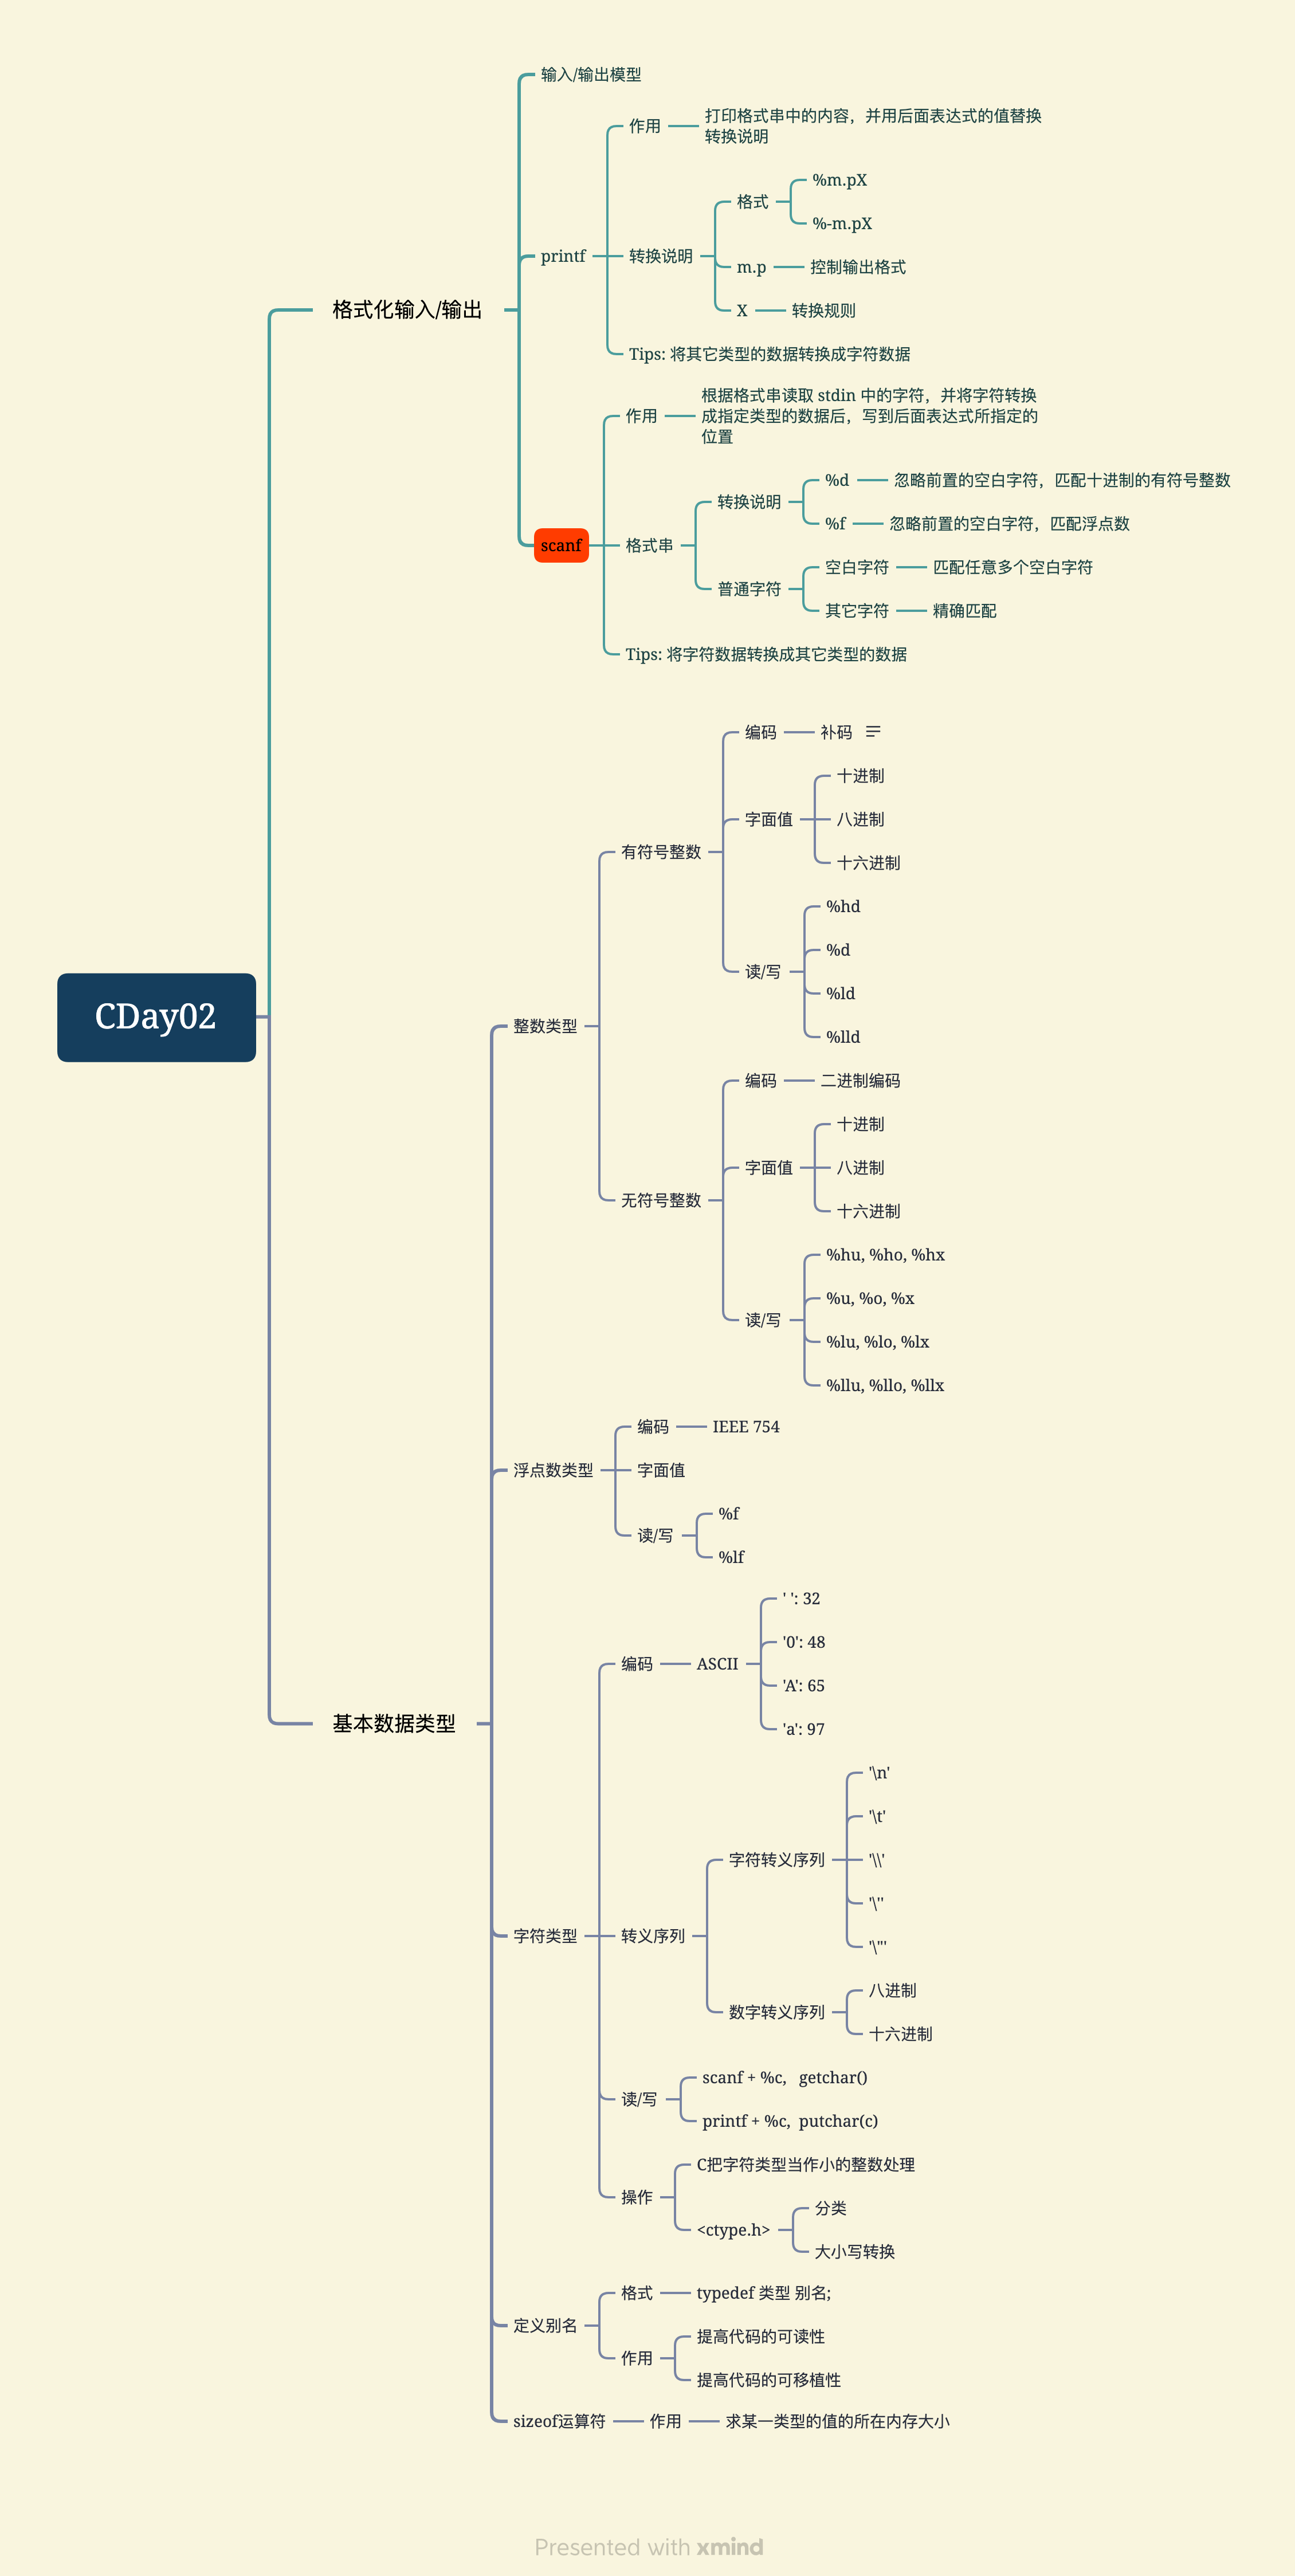 CDay02
格式化输入/输出
输入/输出模型
printf
作用
打印格式串中的内容，并用后面表达式的值替换
转换说明
转换说明
格式
%m.pX
%-m.pX
m.p
控制输出格式
X
转换规则
Tips: 将其它类型的数据转换成字符数据
scanf
作用
根据格式串读取 stdin 中的字符，并将字符转换
成指定类型的数据后，写到后面表达式所指定的
位置
格式串
转换说明
%d
忽略前置的空白字符，匹配十进制的有符号整数
%f
忽略前置的空白字符，匹配浮点数
普通字符
空白字符
匹配任意多个空白字符
其它字符
精确匹配
Tips: 将字符数据转换成其它类型的数据
基本数据类型
整数类型
有符号整数
编码
补码
字面值
十进制
八进制
十六进制
读/写
%hd
%d
%ld
%lld
无符号整数
编码
二进制编码
字面值
十进制
八进制
十六进制
读/写
%hu, %ho, %hx
%u, %o, %x
%lu, %lo, %lx
%llu, %llo, %llx
浮点数类型
编码
IEEE 754
字面值
读/写
%f
%lf
字符类型
编码
ASCII
' ': 32
'0': 48
'A': 65
'a': 97
转义序列
字符转义序列
'\n'
'\t'
'\\'
'\''
'\"'
数字转义序列
八进制
十六进制
读/写
scanf + %c,   getchar()
printf + %c,  putchar(c)
操作
C把字符类型当作小的整数处理
<ctype.h>
分类
大小写转换
定义别名
格式
typedef 类型 别名;
作用
提高代码的可读性
提高代码的可移植性
sizeof运算符
作用
求某一类型的值的所在内存大小
Presented with xmind